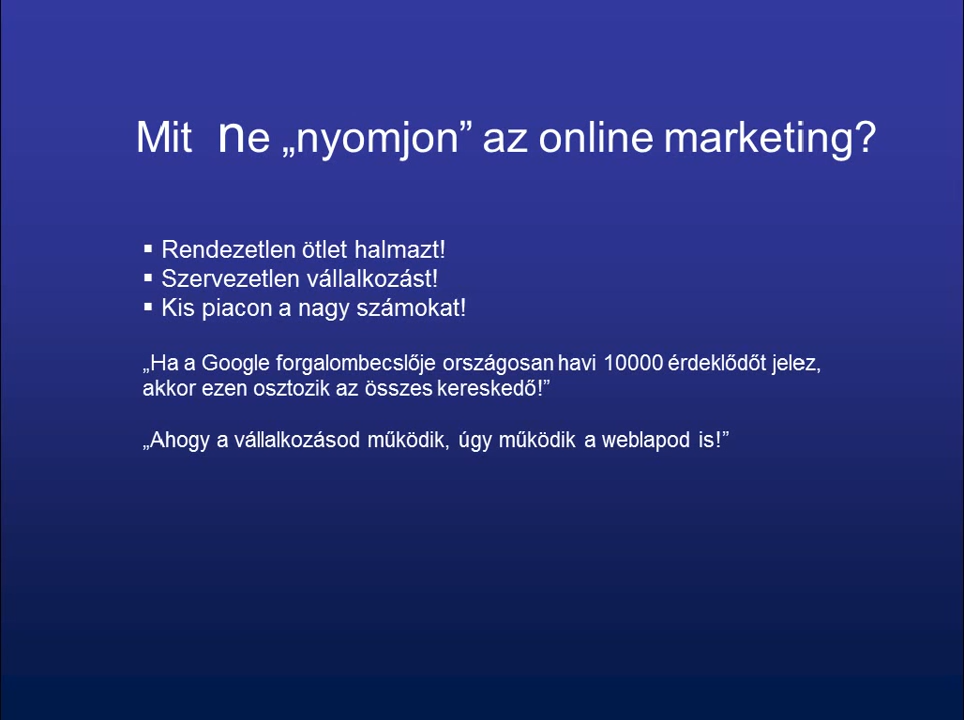 Mit ne „nyomjon” az online marketing?
▪ Rendezetlen ötlet halmazt!
▪ Szervezetlen vállalkozást!
▪ Kis piacon a nagy számokat!
„Ha a Google forgalombecslője országosan havi 10000 érdeklődőt jelez,
akkor ezen osztozik az összes kereskedő!”
„Ahogy a vállalkozásod működik, úgy működik a weblapod is!”